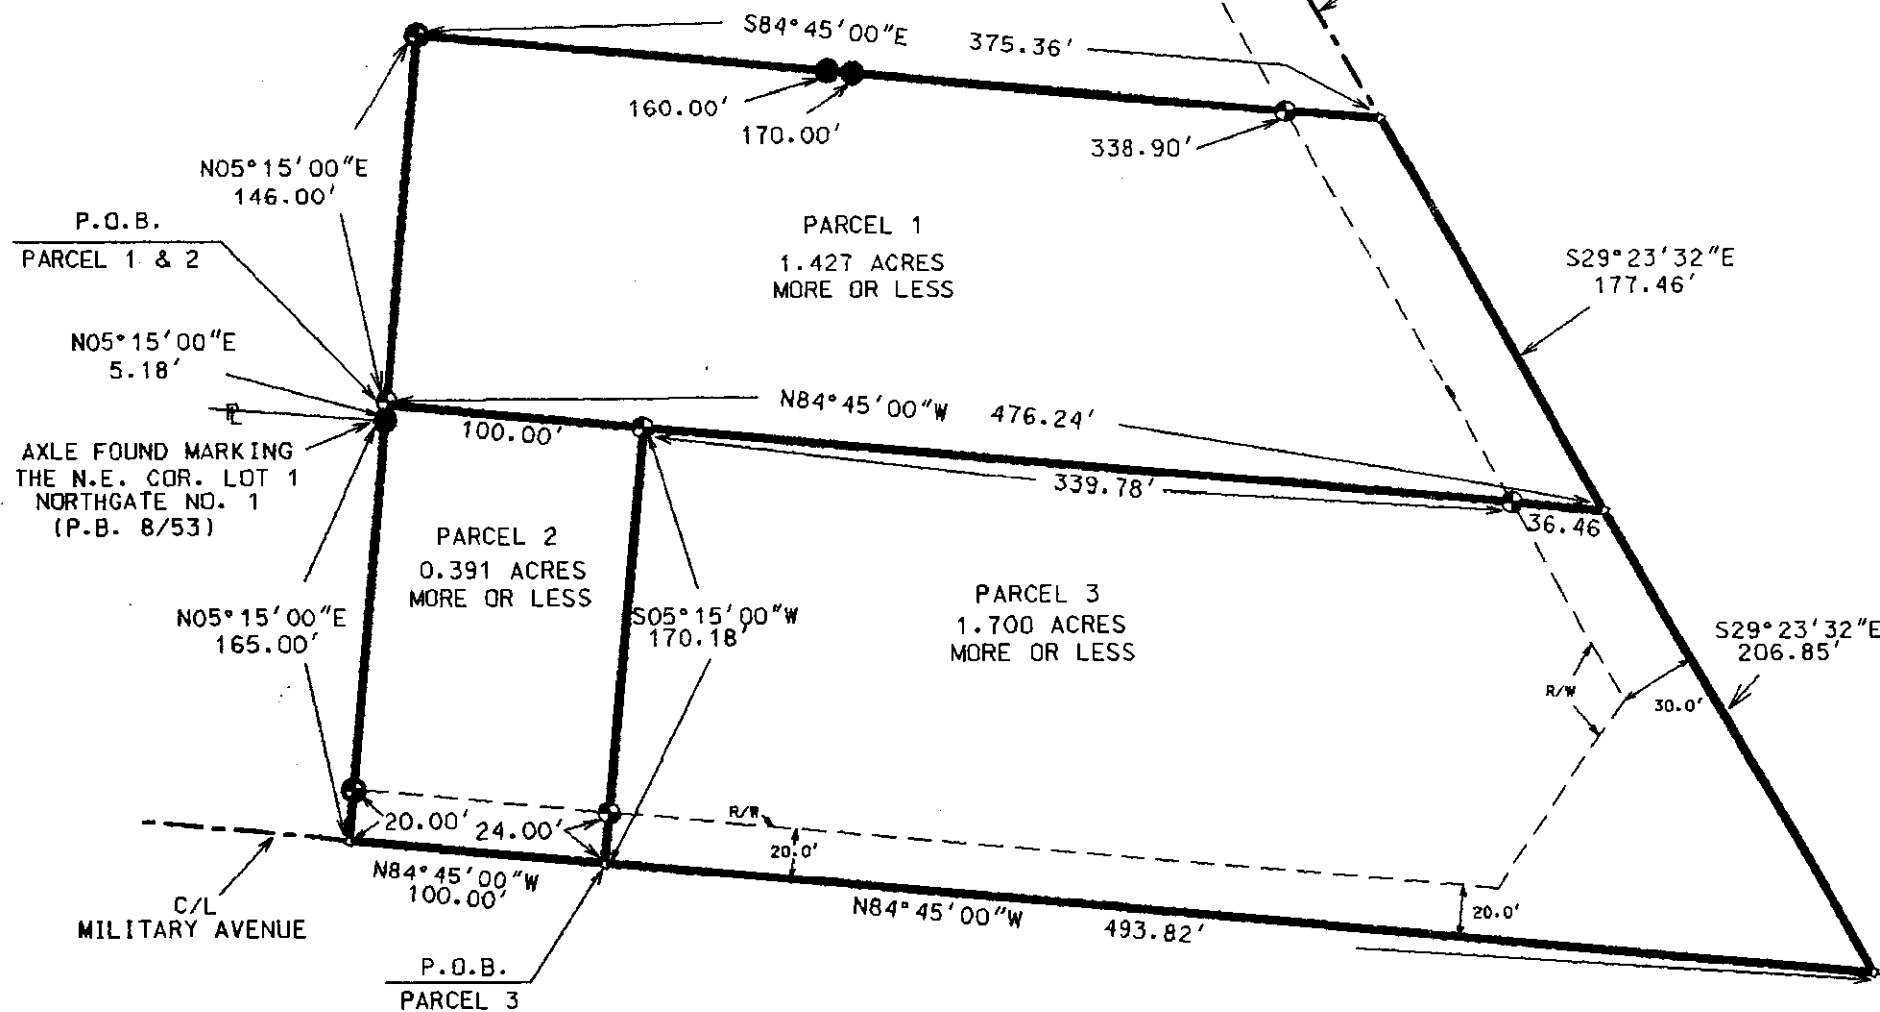 S84°45'00"E 375.36'
160.00'
170.00'
338.90'
N05°15'00"E
146.00'
P.O.B.
PARCEL 1 & 2
PARCEL 1
1.427 ACRES
MORE OR LESS
S29°23'32"E
177.46'
N05°15'00"E
5.18'
PL
AXLE FOUND MARKING
THE N.E. COR. LOT 1
NORTHGATE NO. 1
(P.B. 8/53)
N84°45'00"W 476.24'
100.00'
339.78'
36.46
PARCEL 2
0.391 ACRES
MORE OR LESS
N05°15'00"E
165.00'
S05°15'00"W
170.18'
PARCEL 3
1.700 ACRES
MORE OR LESS
S29°23'32"E
206.85'
R/W
30.0'
20.00'
24.00'
R/W
20.0'
20.0'
N84°45'00"W
100.00'
N84°45'00"W 493.82'
C/L
MILITARY AVENUE
P.O.B.
PARCEL 3